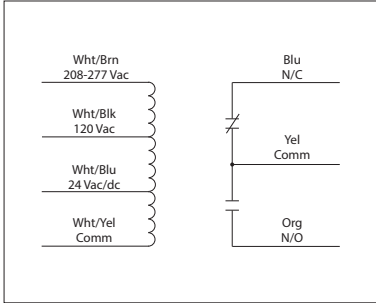 Wht/Brn
208-277 Vac
Wht/Blk
120 Vac
Wht/Blu
24 Vac/dc
Wht/Yel
Comm
Blu
N/C
Yel
Comm
Org
N/O